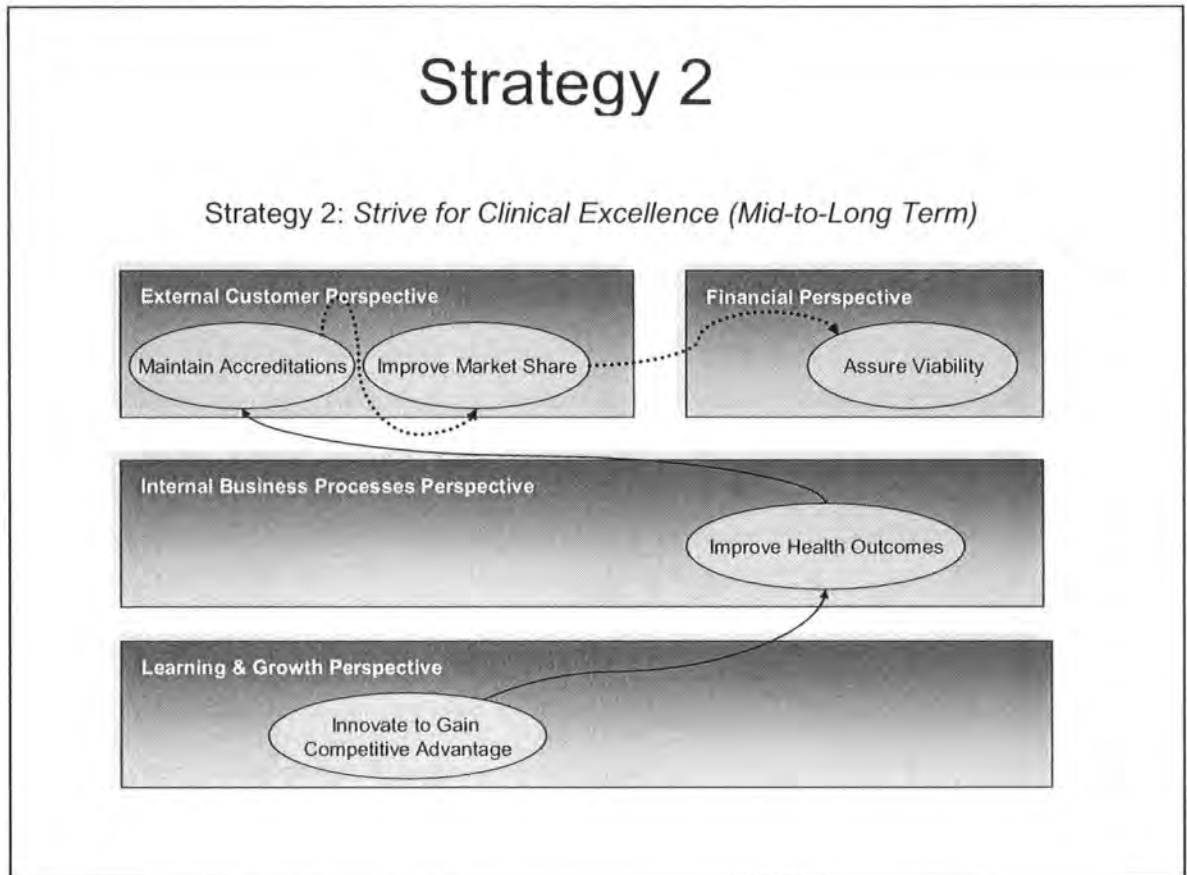 Strategy 2
Strategy 2: Strive for Clinical Excellence (Mid-to-Long Term)
External Customer Perspective
Maintain Accreditations
Improve Market Share
Financial Perspective
Assure Viability
Internal Business Processes Perspective
Improve Health Outcomes
Learning & Growth Perspective
Innovate to Gain
Competitive Advantage